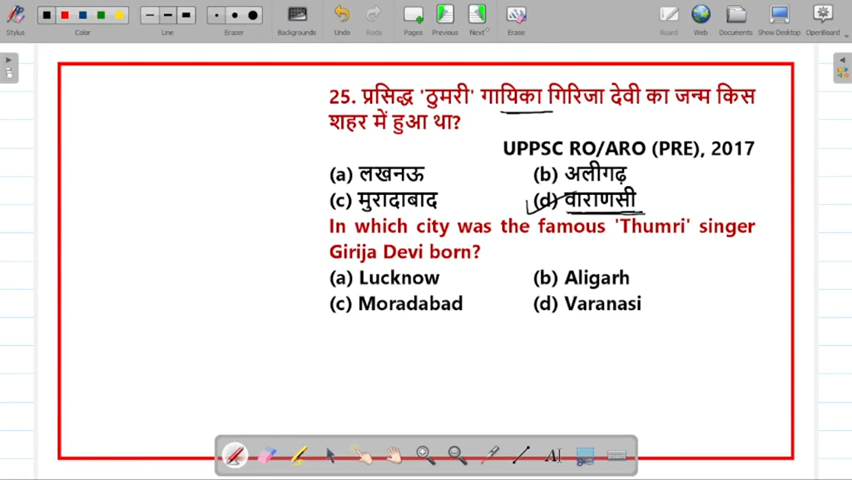 Stylus
Color
Line
Eraser
Backgrounds
Undo
Redo
Pages
Previous
Next
Erase
Board
Web
Documents
Show Desktop
OpenBoard
25. प्रसिद्ध 'ठुमरी' गायिका गिरिजा देवी का जन्म किस
शहर में हुआ था?
UPPSC RO/ARO (PRE), 2017
(a) लखनऊ (b) अलीगढ़
(c) मुरादाबाद (d) वाराणसी
In which city was the famous 'Thumri' singer
Girija Devi born?
(a) Lucknow (b) Aligarh
(c) Moradabad (d) Varanasi